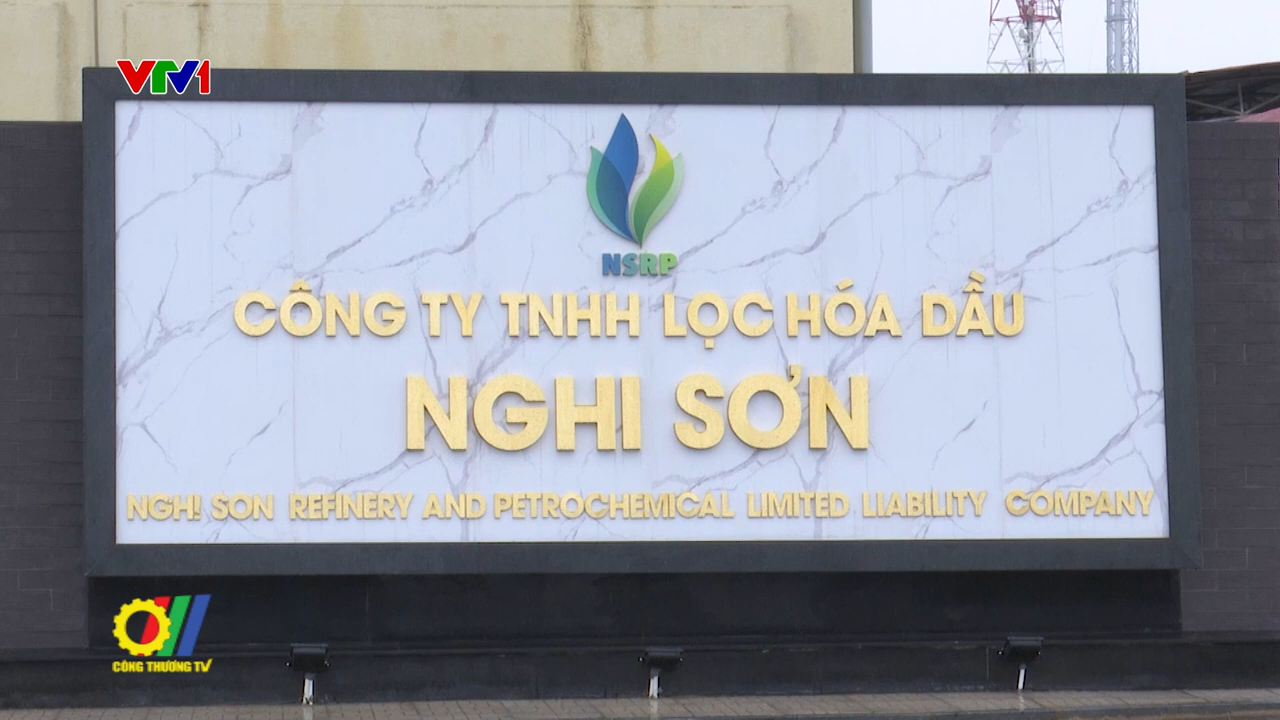 VTV1
NSRP
CÔNG TY TNHH LỌC HÓA DẦU
NGHI SƠN
NGHI SON REFINERY AND PETROCHEMICAL LIMITED LIABILITY COMPANY
CÔNG THƯƠNG TV